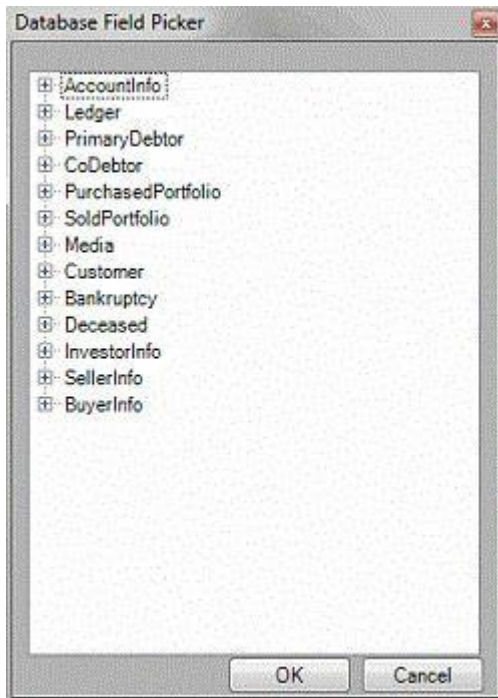 Database Field Picker
AccountInfo
Ledger
PrimaryDebtor
CoDebtor
PurchasedPortfolio
SoldPortfolio
Media
Customer
Bankruptcy
Deceased
InvestorInfo
SellerInfo
BuyerInfo
OK
Cancel